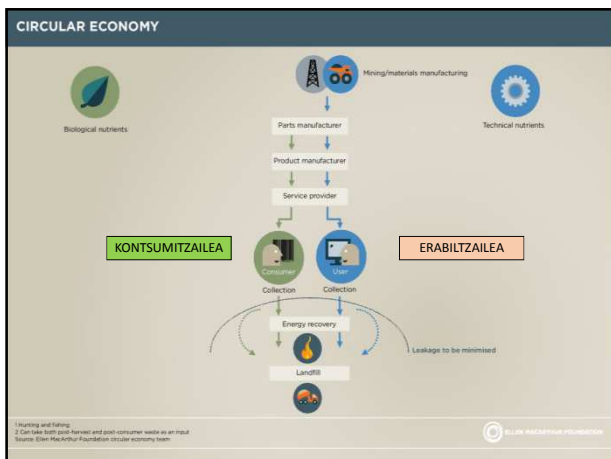 CIRCULAR ECONOMY
Mining/materials manufacturing
Biological nutrients
Technical nutrients
Parts manufacturer
Product manufacturer
Service provider
KONTSUMITZAILEA
ERABILTZAILEA
Consumer
User
Collection
Collection
Energy recovery
Leakage to be minimised
Landfill
1 Hunting and fishing
2 Can take both post-harvest and post-consumer waste as an input
Source: Ellen MacArthur Foundation circular economy team
ELLEN MACARTHUR FOUNDATION